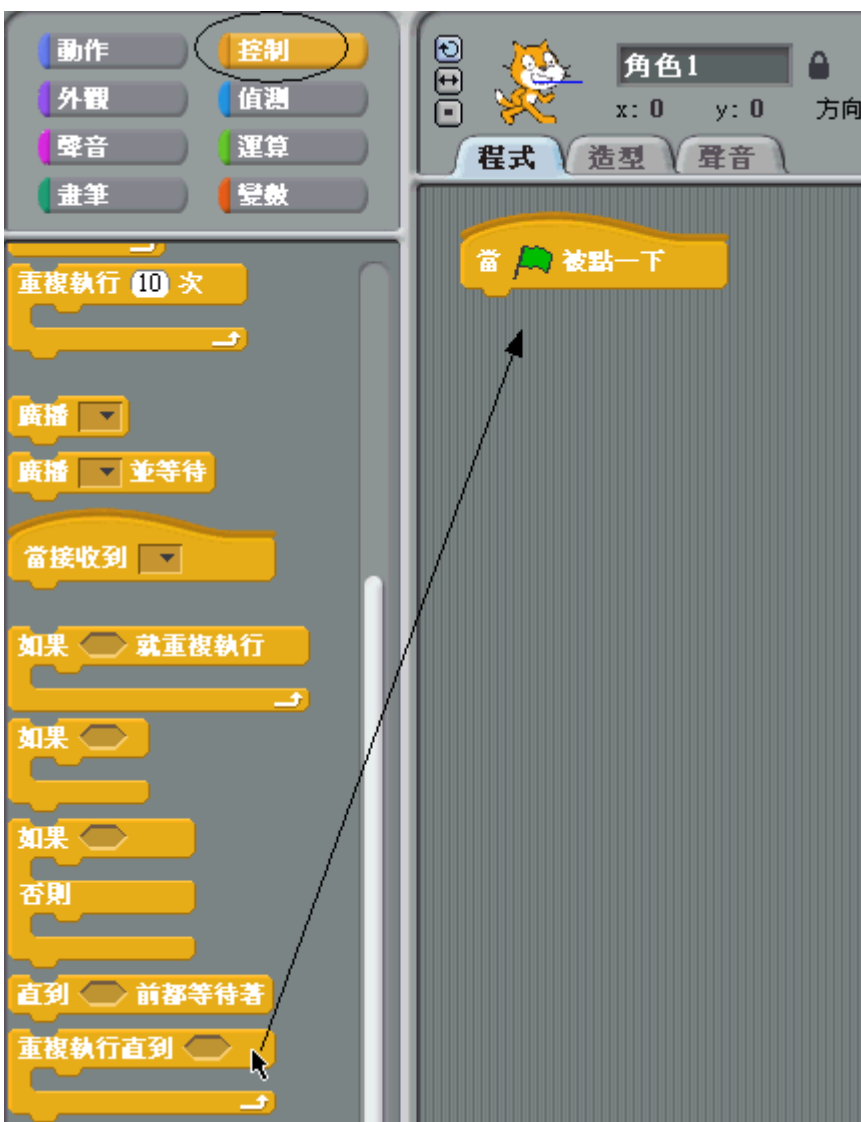 動作
控制
外觀
偵測
聲音
運算
畫筆
變數
重複執行 10 次
廣播
廣播 並等待
當接收到
如果 就重複執行
如果
如果
否則
直到 前都等待著
重複執行直到
角色1
x: 0 y: 0 方向
程式 造型 聲音
當 被點一下